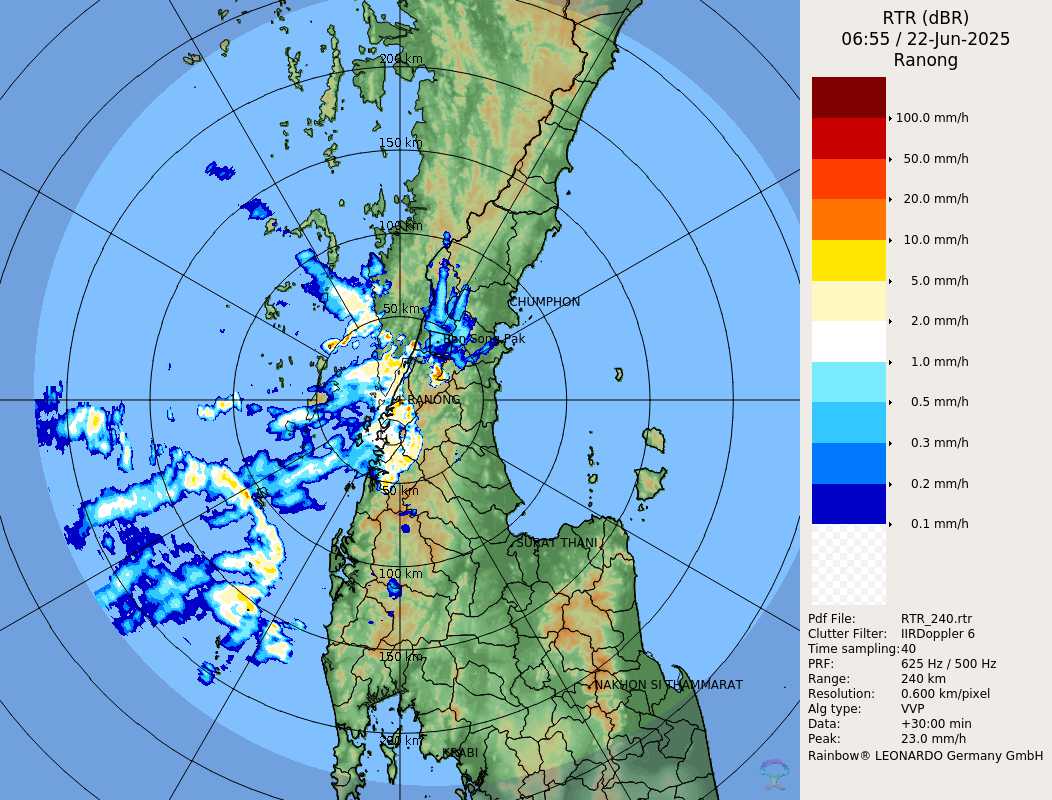 RTR (dBR)
06:55 / 22-Jun-2025
Ranong
100.0 mm/h
50.0 mm/h
20.0 mm/h
10.0 mm/h
5.0 mm/h
2.0 mm/h
1.0 mm/h
0.5 mm/h
0.3 mm/h
0.2 mm/h
0.1 mm/h
Pdf File: RTR_240.rtr
Clutter Filter: IIRDoppler 6
Time sampling:40
PRF: 625 Hz / 500 Hz
Range: 240 km
Resolution: 0.600 km/pixel
Alg type: VVP
Data: +30:00 min
Peak: 23.0 mm/h
Rainbow® LEONARDO Germany GmbH
200 km
150 km
100 km
50 km
CHUMPHON
Ban Song Pak
RANONG
50 km
SURAT THANI
100 km
150 km
NAKHON SI THAMMARAT
200 km
KRABI